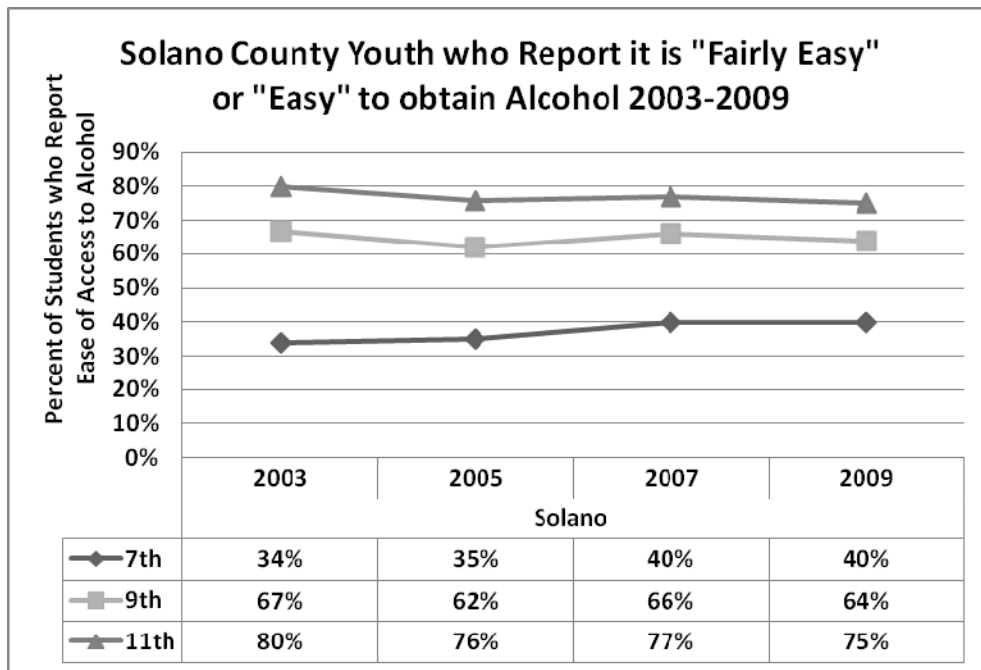 Solano County Youth who Report it is "Fairly Easy"
or "Easy" to obtain Alcohol 2003-2009
Percent of Students who Report
Ease of Access to Alcohol
90%
80%
70%
60%
50%
40%
30%
20%
10%
0%
2003 2005 2007 2009
Solano
7th 34% 35% 40% 40%
9th 67% 62% 66% 64%
11th 80% 76% 77% 75%